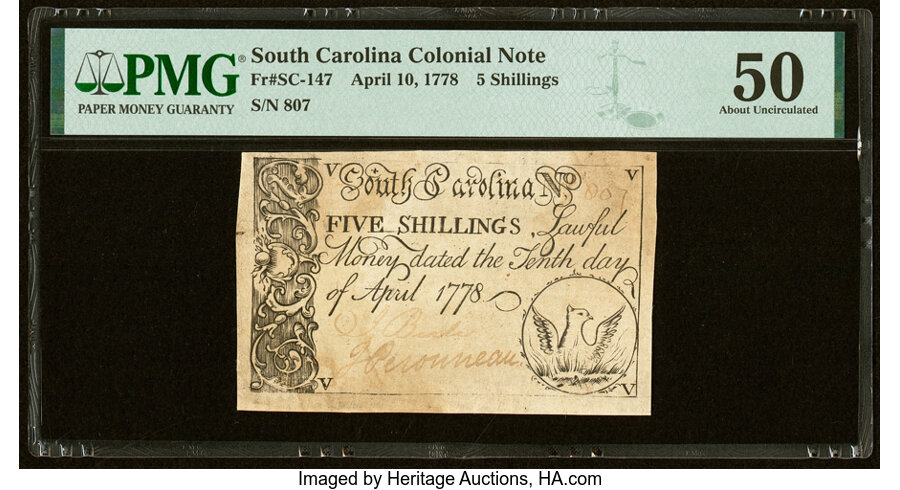 PMG®
PAPER MONEY GUARANTY
South Carolina Colonial Note
Fr#SC-147 April 10, 1778 5 Shillings
S/N 807
50
About Uncirculated
V V
South Carolina No 807
FIVE SHILLINGS, Lawful
Money dated the Tenth day
of April 1778
Peronneau
V V
Imaged by Heritage Auctions, HA.com